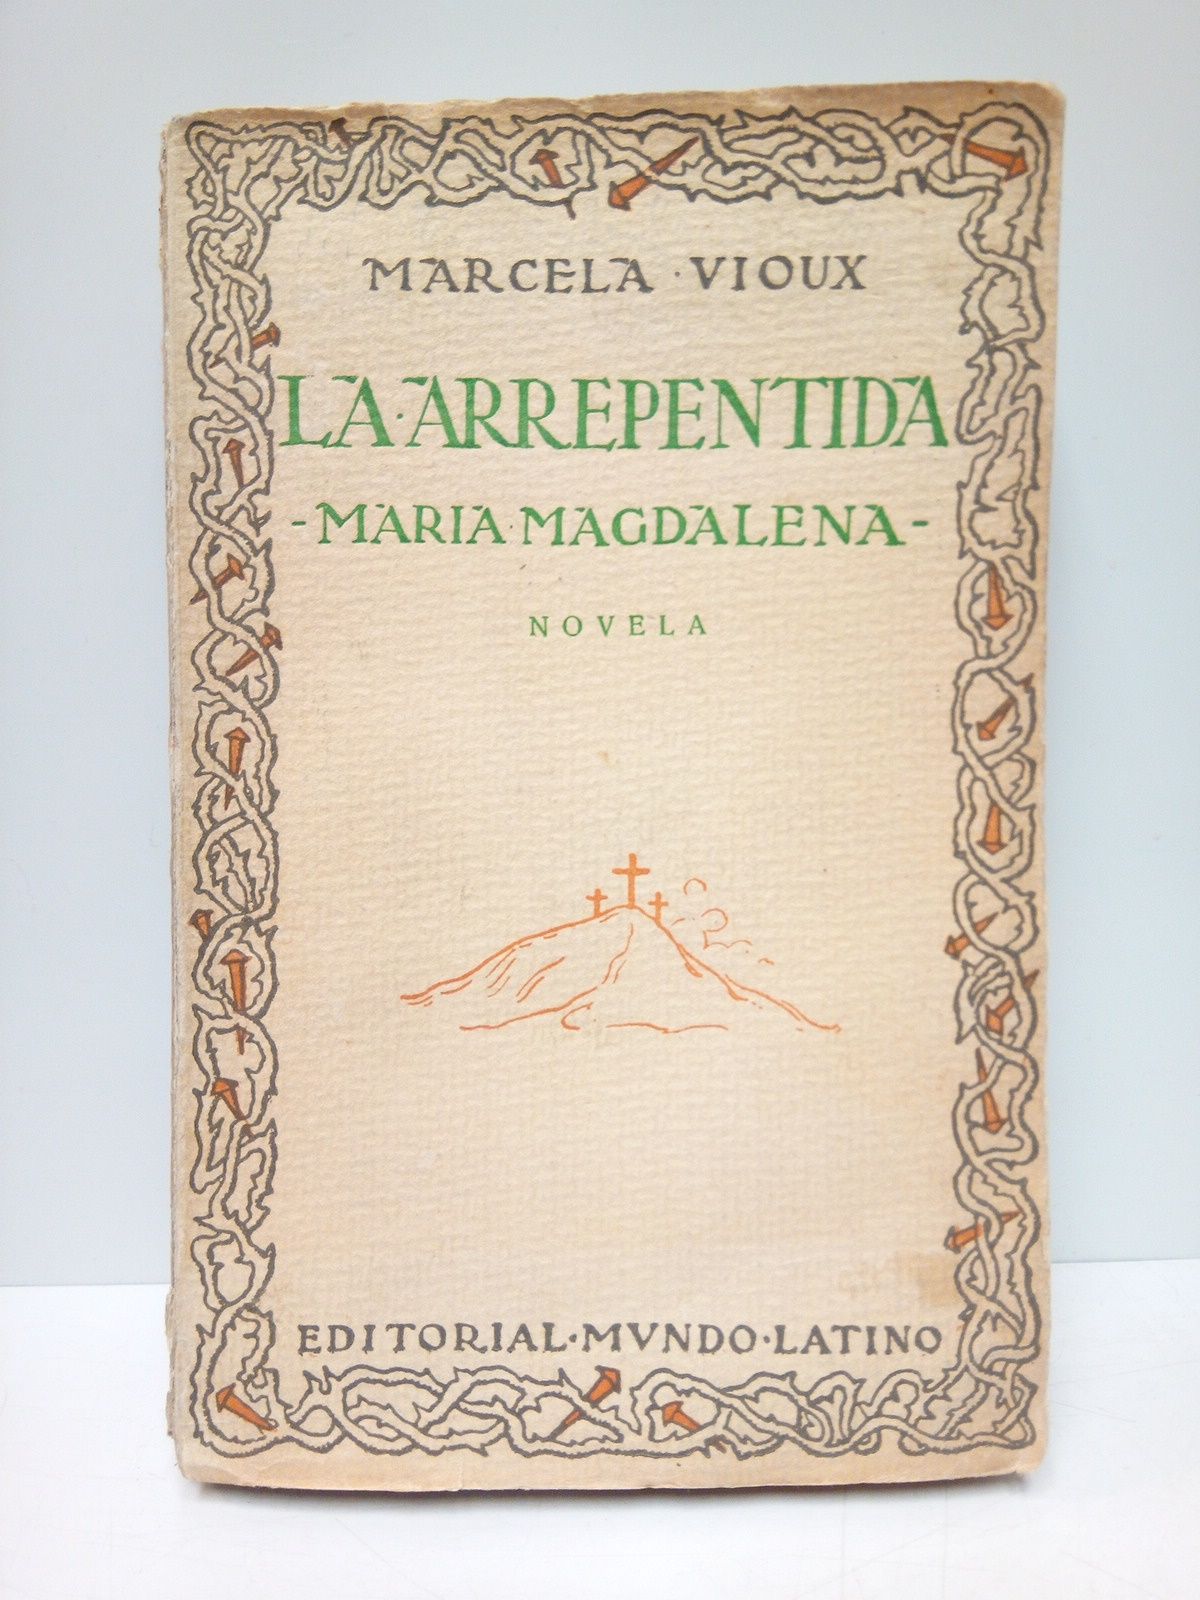 MARCELA · VIOUX
LA · ARREPENTIDA
- MARIA · MAGDALENA -
NOVELA
EDITORIAL · MVNDO · LATINO